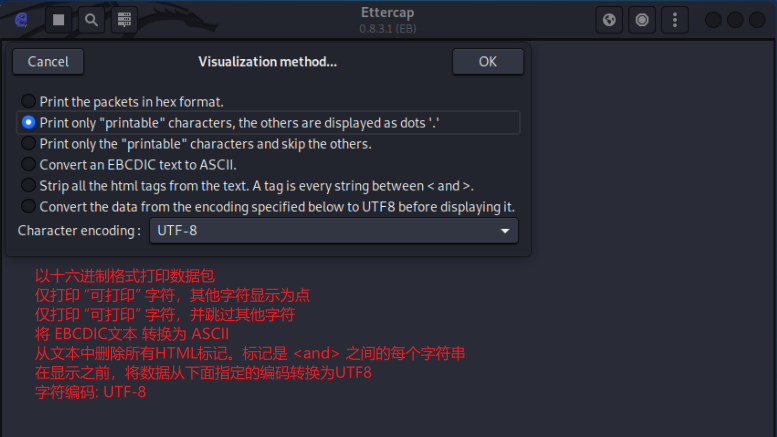 Ettercap
0.8.3.1 (EB)
Cancel
Visualization method...
OK
Print the packets in hex format.
Print only "printable" characters, the others are displayed as dots '.'
Print only the "printable" characters and skip the others.
Convert an EBCDIC text to ASCII.
Strip all the html tags from the text. A tag is every string between < and >.
Convert the data from the encoding specified below to UTF8 before displaying it.
Character encoding :
UTF-8
以十六进制格式打印数据包
仅打印 “可打印” 字符，其他字符显示为点
仅打印 “可打印” 字符，并跳过其他字符
将 EBCDIC文本 转换为 ASCII
从文本中删除所有HTML标记。标记是 <and> 之间的每个字符串
在显示之前，将数据从下面指定的编码转换为UTF8
字符编码: UTF-8